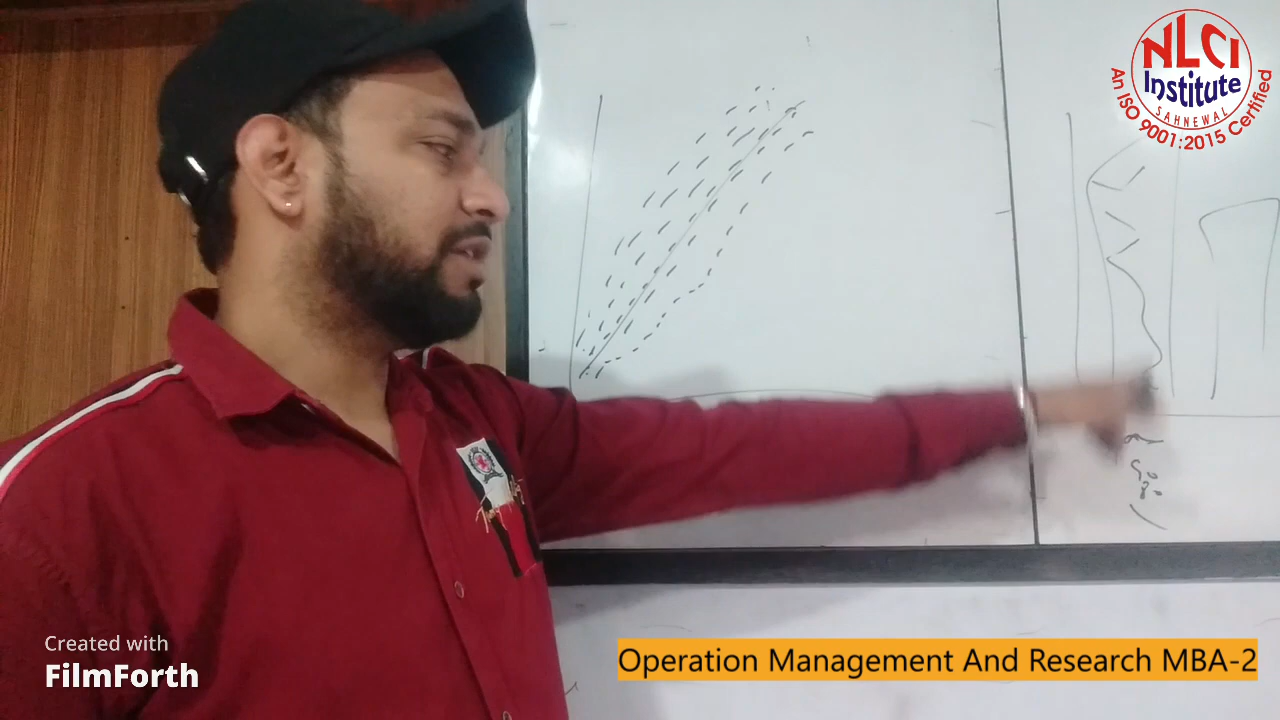 NLCI
Institute
SAHNEWAL
An ISO 9001:2015 Certified
Created with
FilmForth
Operation Management And Research MBA-2